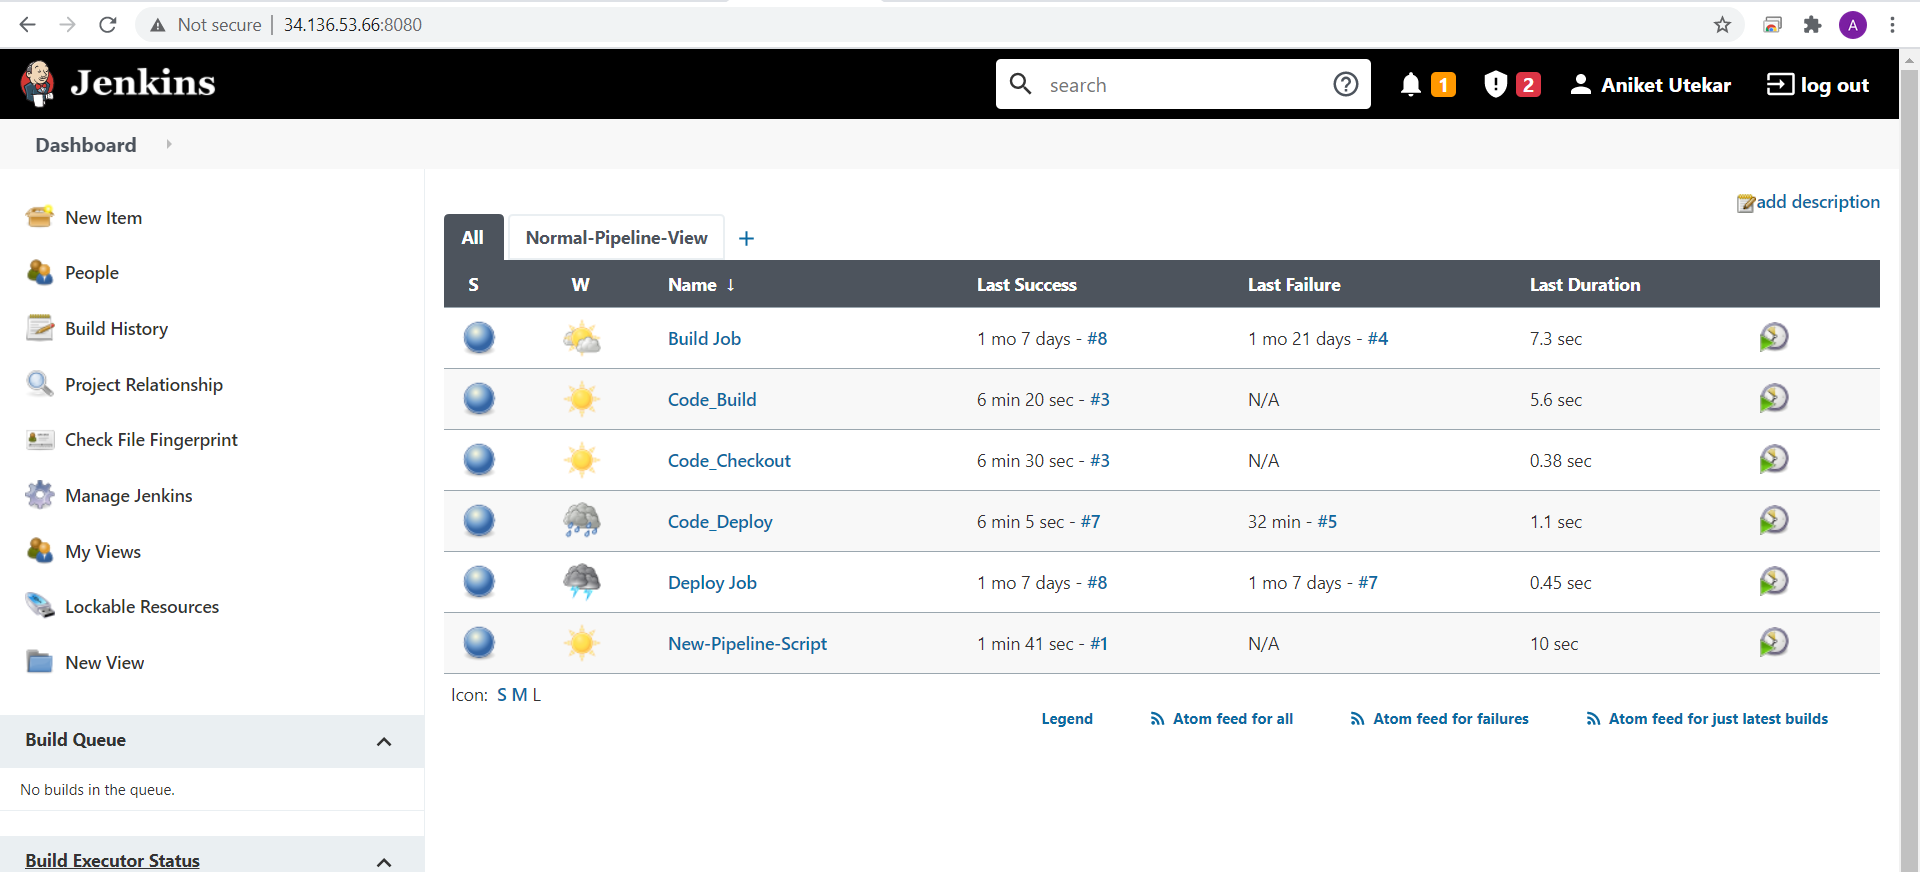 Not secure | 34.136.53.66:8080
A
Jenkins
search
1
2
Aniket Utekar
log out
Dashboard
New Item
People
Build History
Project Relationship
Check File Fingerprint
Manage Jenkins
My Views
Lockable Resources
New View
Build Queue
No builds in the queue.
Build Executor Status
add description
All Normal-Pipeline-View +
S W Name ↓ Last Success Last Failure Last Duration
Build Job 1 mo 7 days - #8 1 mo 21 days - #4 7.3 sec
Code_Build 6 min 20 sec - #3 N/A 5.6 sec
Code_Checkout 6 min 30 sec - #3 N/A 0.38 sec
Code_Deploy 6 min 5 sec - #7 32 min - #5 1.1 sec
Deploy Job 1 mo 7 days - #8 1 mo 7 days - #7 0.45 sec
New-Pipeline-Script 1 min 41 sec - #1 N/A 10 sec
Icon: S M L
Legend Atom feed for all Atom feed for failures Atom feed for just latest builds